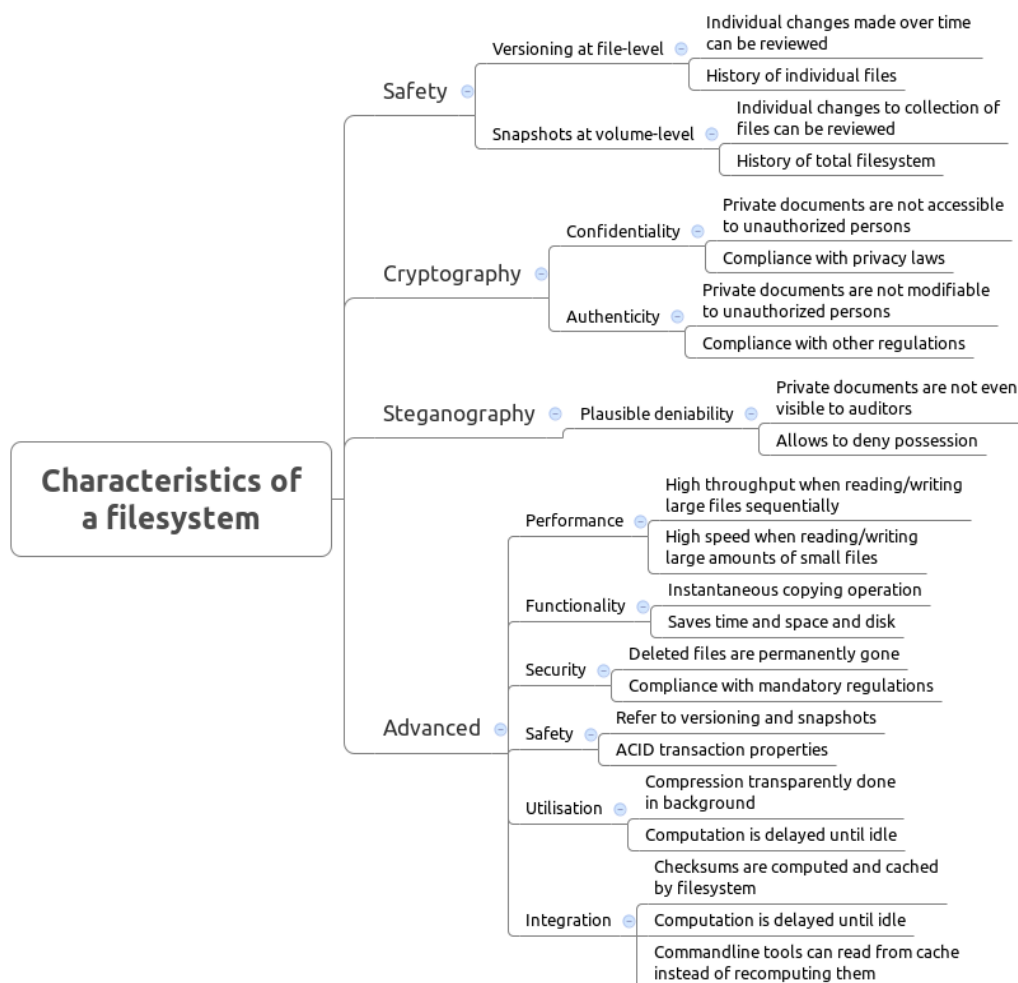 Characteristics of
a filesystem
Safety
Versioning at file-level
Individual changes made over time
can be reviewed
History of individual files
Snapshots at volume-level
Individual changes to collection of
files can be reviewed
History of total filesystem
Cryptography
Confidentiality
Private documents are not accessible
to unauthorized persons
Compliance with privacy laws
Authenticity
Private documents are not modifiable
to unauthorized persons
Compliance with other regulations
Steganography
Plausible deniability
Private documents are not even
visible to auditors
Allows to deny possession
Advanced
Performance
High throughput when reading/writing
large files sequentially
High speed when reading/writing
large amounts of small files
Functionality
Instantaneous copying operation
Saves time and space and disk
Security
Deleted files are permanently gone
Compliance with mandatory regulations
Safety
Refer to versioning and snapshots
ACID transaction properties
Utilisation
Compression transparently done
in background
Computation is delayed until idle
Integration
Checksums are computed and cached
by filesystem
Computation is delayed until idle
Commandline tools can read from cache
instead of recomputing them